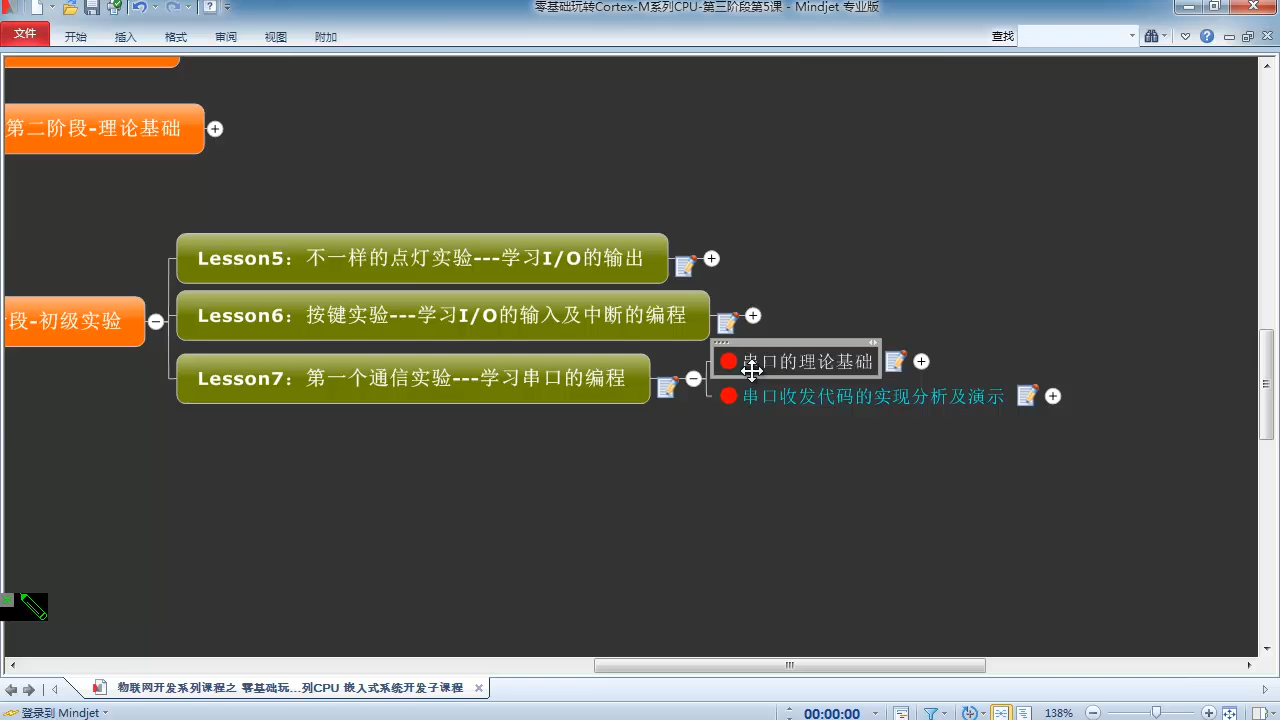 零基础玩转Cortex-M系列CPU-第三阶段第5课 - Mindjet 专业版
文件 开始 插入 格式 审阅 视图 附加 查找
第二阶段-理论基础
Lesson5：不一样的点灯实验---学习I/O的输出
Lesson6：按键实验---学习I/O的输入及中断的编程
段-初级实验
串口的理论基础
Lesson7：第一个通信实验---学习串口的编程
串口收发代码的实现分析及演示
物联网开发系列课程之 零基础玩...列CPU 嵌入式系统开发子课程
登录到 Mindjet 00:00:00 138%